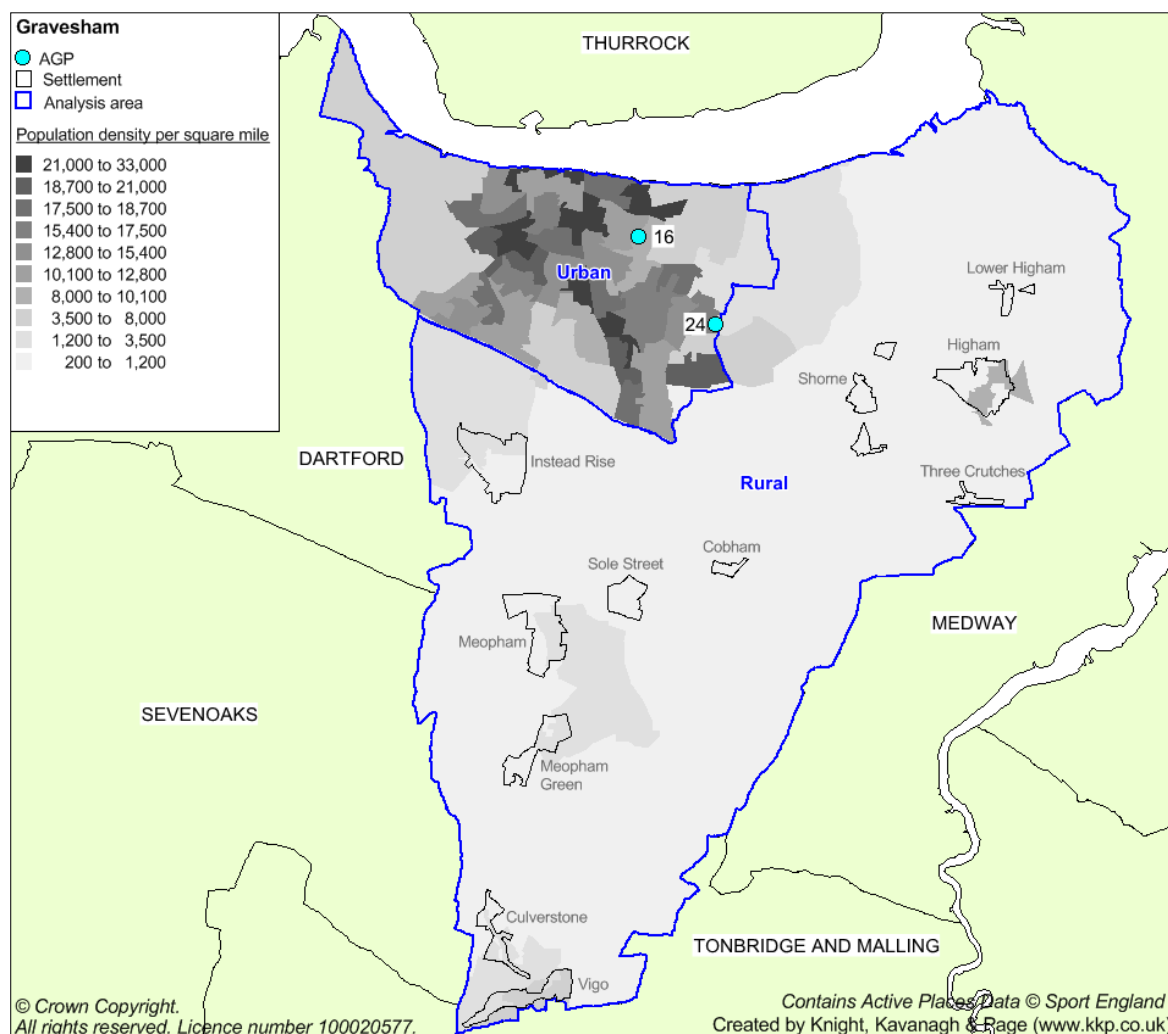 Gravesham
AGP
Settlement
Analysis area
Population density per square mile
21,000 to 33,000
18,700 to 21,000
17,500 to 18,700
15,400 to 17,500
12,800 to 15,400
10,100 to 12,800
8,000 to 10,100
3,500 to 8,000
1,200 to 3,500
200 to 1,200
THURROCK
16
Urban
Lower Higham
24
Higham
Shorne
DARTFORD
Instead Rise
Three Crutches
Rural
Cobham
Sole Street
MEDWAY
Meopham
SEVENOAKS
Meopham
Green
Culverstone
TONBRIDGE AND MALLING
Vigo
© Crown Copyright.
All rights reserved. Licence number 100020577.
Contains Active Places Data © Sport England
Created by Knight, Kavanagh & Page (www.kkp.co.uk)